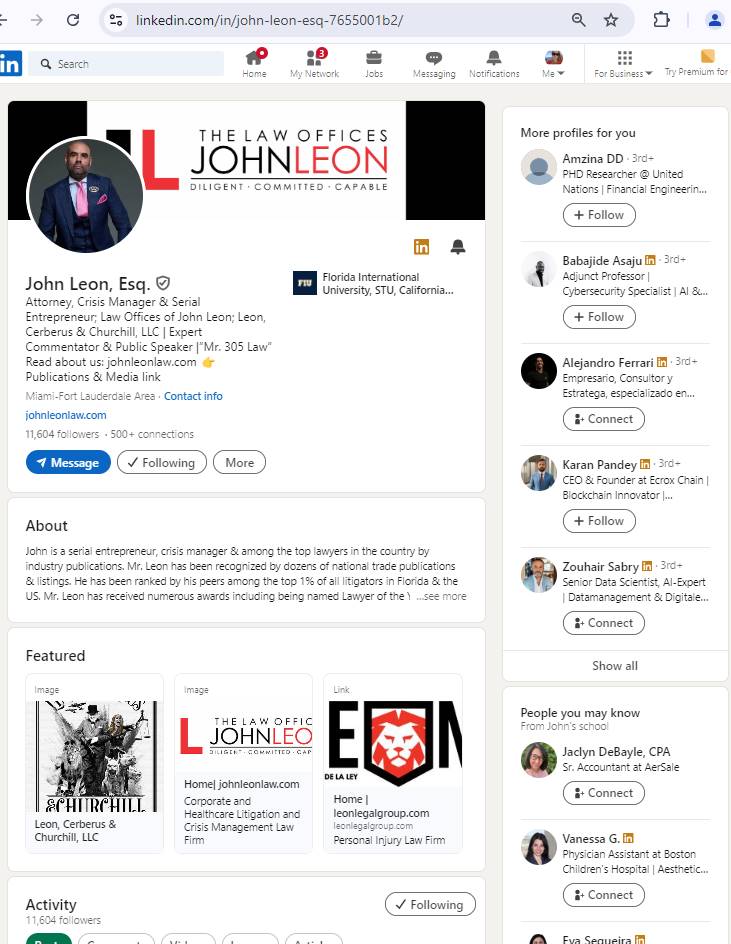 linkedin.com/in/john-leon-esq-7655001b2/
in
Search
Home
3
My Network
Jobs
Messaging
Notifications
Me
For Business
Try Premium for
THE LAW OFFICES
JOHNLEON
DILIGENT · COMMITTED · CAPABLE
L
in
John Leon, Esq.
Attorney, Crisis Manager & Serial
Entrepreneur; Law Offices of John Leon; Leon,
Cerberus & Churchill, LLC | Expert
Commentator & Public Speaker |"Mr. 305 Law"
Read about us: johnleonlaw.com 👉
Publications & Media link
FIU
Florida International
University, STU, California...
Miami-Fort Lauderdale Area · Contact info
johnleonlaw.com
11,604 followers · 500+ connections
Message
Following
More
About
John is a serial entrepreneur, crisis manager & among the top lawyers in the country by
industry publications. Mr. Leon has been recognized by dozens of national trade publications
& listings. He has been ranked by his peers among the top 1% of all litigators in Florida & the
US. Mr. Leon has received numerous awards including being named Lawyer of the ...see more
Featured
Image
&CHURCHILL
Leon, Cerberus &
Churchill, LLC
Image
THE LAW OFFIC
JOHNLEO
DILIGENT · COMMITTED · CAP
Home| johnleonlaw.com
Corporate and
Healthcare Litigation and
Crisis Management Law
Firm
Link
DE LA LEY
Home |
leonlegalgroup.com
leonlegalgroup.com
Personal Injury Law Firm
Activity
11,604 followers
Following
More profiles for you
Amzina DD · 3rd+
PHD Researcher @ United
Nations | Financial Engineerin...
+ Follow
Babajide Asaju in · 3rd+
Adjunct Professor |
Cybersecurity Specialist | AI &...
+ Follow
Alejandro Ferrari in · 3rd+
Empresario, Consultor y
Estratega, especializado en...
Connect
Karan Pandey in · 3rd+
CEO & Founder at Ecrox Chain |
Blockchain Innovator |...
+ Follow
Zouhair Sabry in · 3rd+
Senior Data Scientist, AI-Expert
| Datamanagement & Digitale...
Connect
Show all
People you may know
From John's school
Jaclyn DeBayle, CPA
Sr. Accountant at AerSale
Connect
Vanessa G. in
Physician Assistant at Boston
Children's Hospital | Aesthetic...
Connect
Eva Sequeira in